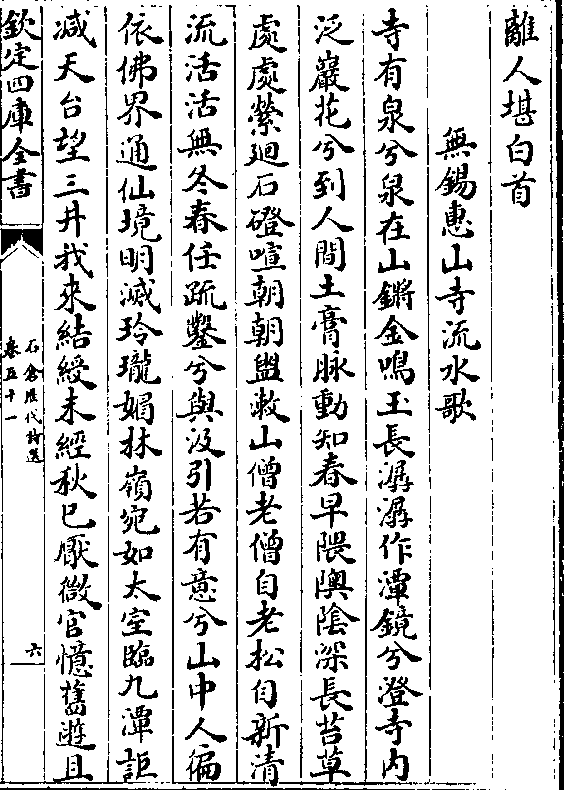 離人堪白首
無錫惠山寺流水歌
寺有泉兮泉在山鏘金鳴玉長潺潺作潭鏡兮澄寺内
泛巖花兮到人間土膏脉動知春早隈隩陰深長苔草
處處縈廻石磴喧朝朝盥漱山僧老僧自老松自新清
流活活無冬春任疏鑿兮與汲引若有意兮山中人徧
依佛界通仙境明滅玲瓏媚林嶺宛如太室臨九潭詎
減天台望三井我來結綬未經秋已厭微官憶舊遊且
欽定四庫全書
石倉歷代詩選
卷五十一
六